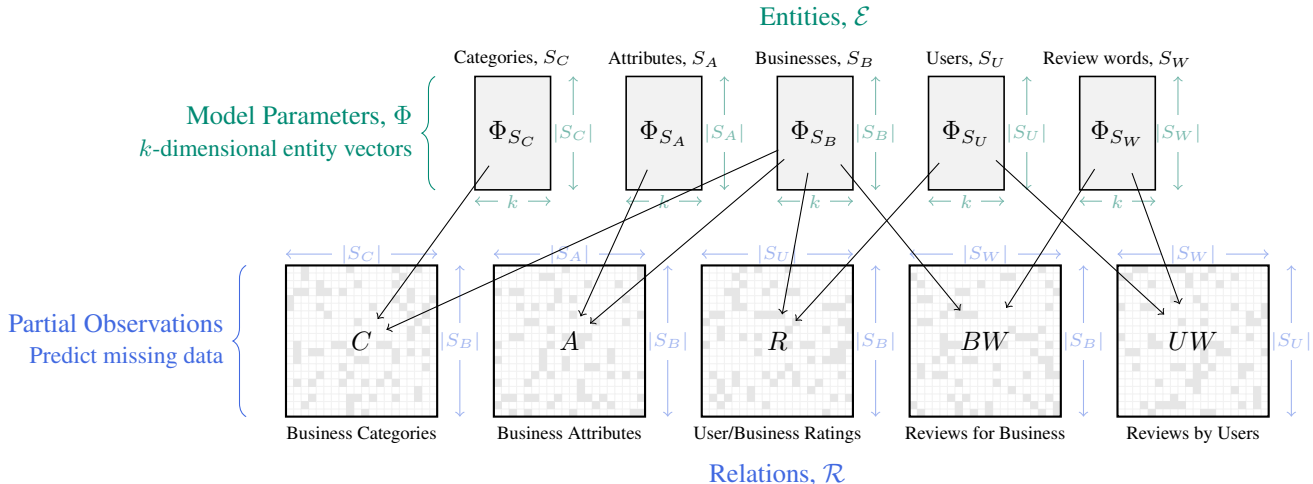 Entities, ℰ
Categories, S_C Attributes, S_A Businesses, S_B Users, S_U Review words, S_W
Model Parameters, Φ
k-dimensional entity vectors
Φ_{S_C} |S_C| Φ_{S_A} |S_A| Φ_{S_B} |S_B| Φ_{S_U} |S_U| Φ_{S_W} |S_W|
k k k k k
|S_C| |S_A| |S_U| |S_W| |S_W|
Partial Observations
Predict missing data
C |S_B| A |S_B| R |S_B| BW |S_B| UW |S_U|
Business Categories Business Attributes User/Business Ratings Reviews for Business Reviews by Users
Relations, ℛ